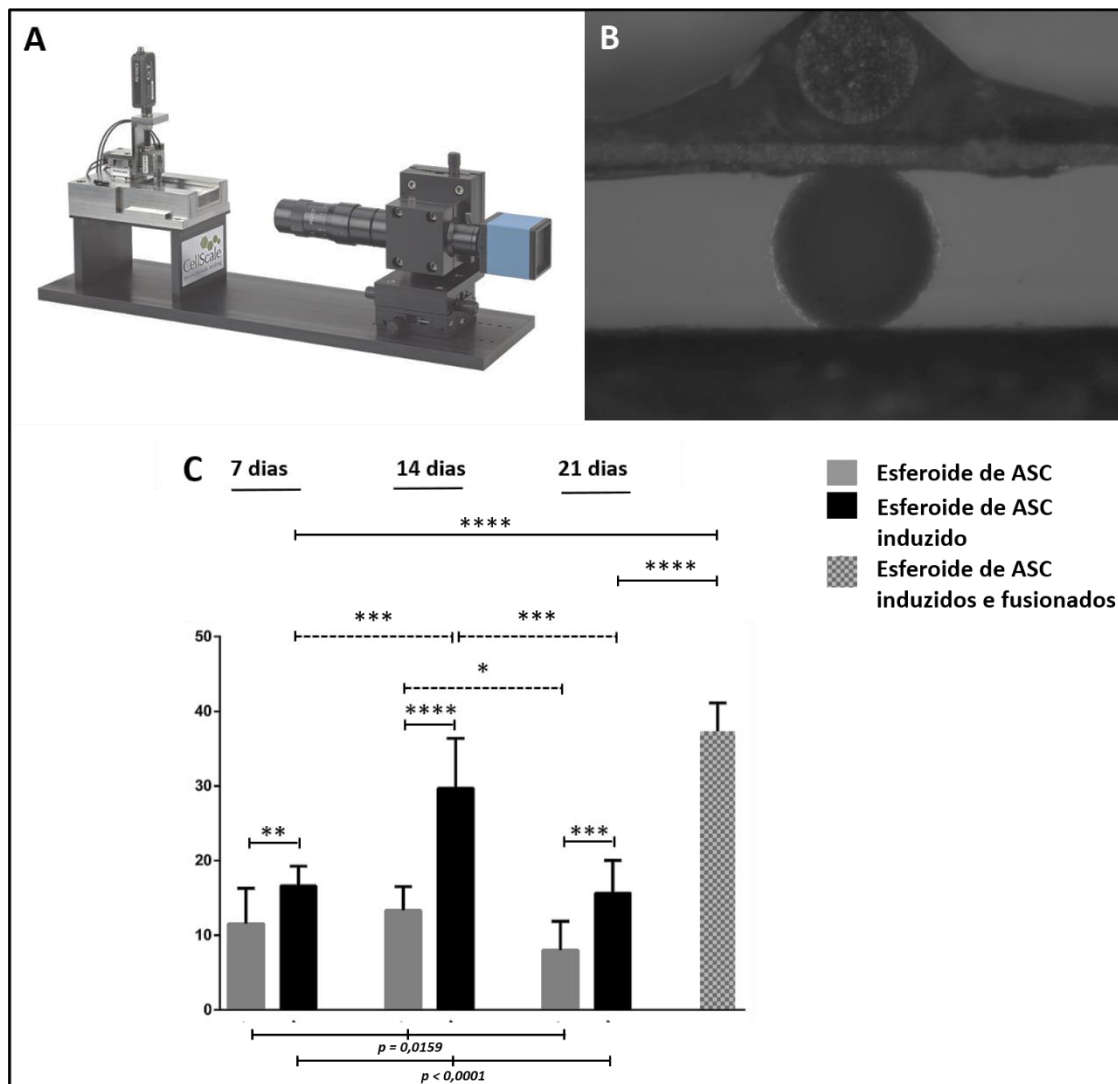 A
B
CellScale
C
7 dias
14 dias
21 dias
Esferoide de ASC
Esferoide de ASC
induzido
Esferoide de ASC
induzidos e fusionados
****
****
***
***
*
****
**
***
50
40
30
20
10
0
p = 0,0159
p < 0,0001